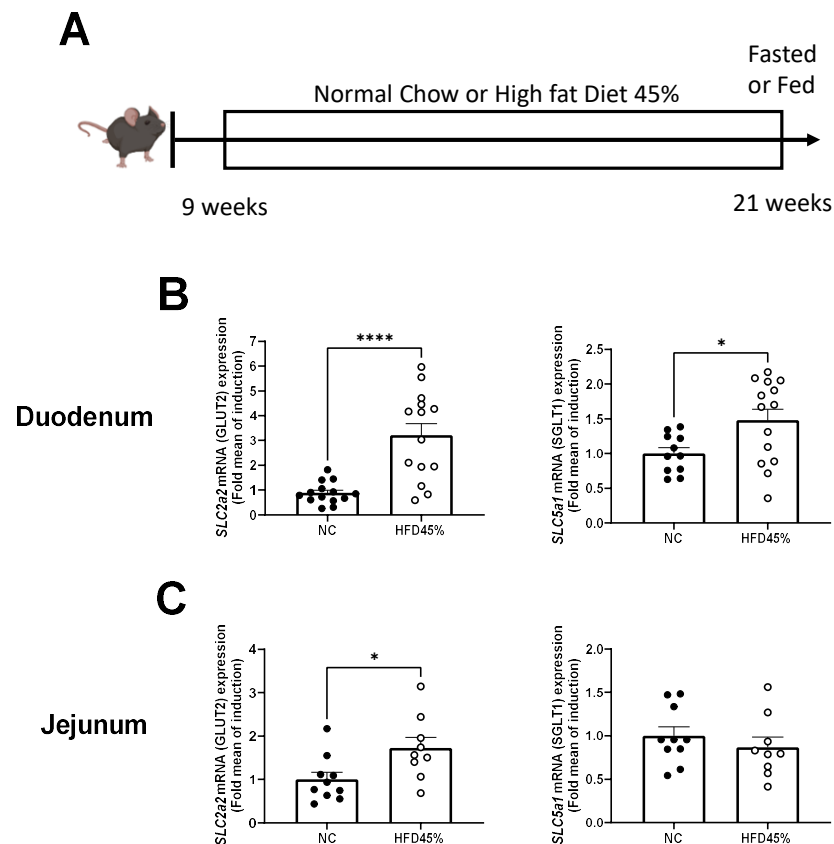 A
Fasted
or Fed
Normal Chow or High fat Diet 45%
9 weeks
21 weeks
B
Duodenum
SLC2a2 mRNA (GLUT2) expression
(Fold mean of induction)
7
6
5
4
3
2
1
0
****
NC
HFD45%
SLC5a1 mRNA (SGLT1) expression
(Fold mean of induction)
2.5
2.0
1.5
1.0
0.5
0.0
*
NC
HFD45%
C
Jejunum
SLC2a2 mRNA (GLUT2) expression
(Fold mean of induction)
4
3
2
1
0
*
NC
HFD45%
SLC5a1 mRNA (SGLT1) expression
(Fold mean of induction)
2.0
1.5
1.0
0.5
0.0
NC
HFD45%